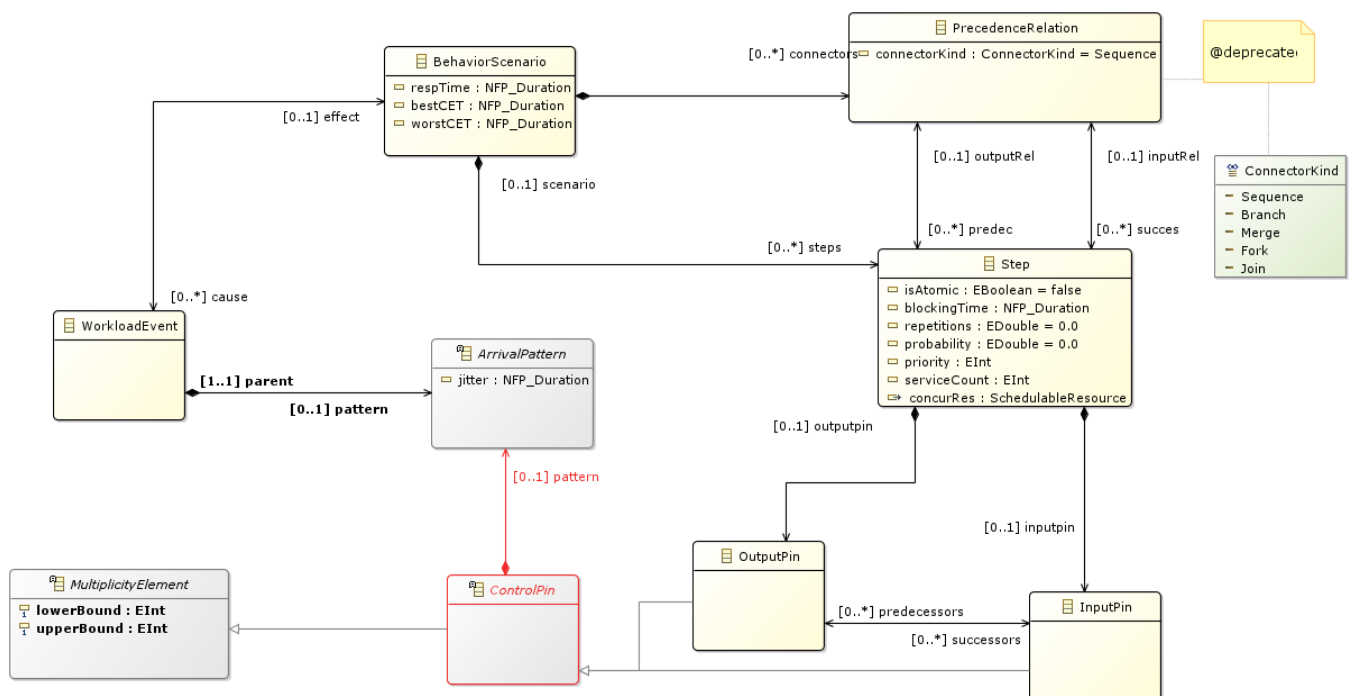 PrecedenceRelation
[0..*] connectors
connectorKind : ConnectorKind = Sequence
@deprecated
BehaviorScenario
respTime : NFP_Duration
bestCET : NFP_Duration
worstCET : NFP_Duration
[0..1] effect
[0..1] outputRel
[0..1] inputRel
ConnectorKind
Sequence
Branch
Merge
Fork
Join
[0..1] scenario
[0..*] predec
[0..*] succes
[0..*] steps
Step
isAtomic : EBoolean = false
blockingTime : NFP_Duration
repetitions : EDouble = 0.0
probability : EDouble = 0.0
priority : EInt
serviceCount : EInt
concurRes : SchedulableResource
[0..*] cause
WorkloadEvent
[1..1] parent
[0..1] pattern
ArrivalPattern
jitter : NFP_Duration
[0..1] outputpin
[0..1] pattern
[0..1] inputpin
OutputPin
MultiplicityElement
lowerBound : EInt
upperBound : EInt
ControlPin
[0..*] predecessors
[0..*] successors
InputPin